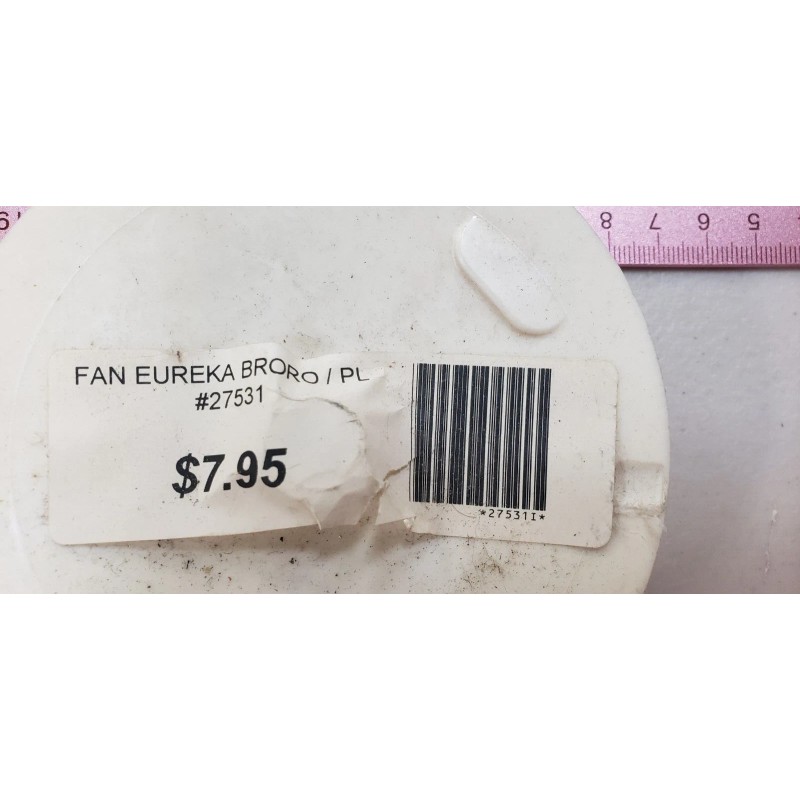 FAN EUREKA BRORO / PL
#27531
$7.95
*27531I*
8 7 6 5